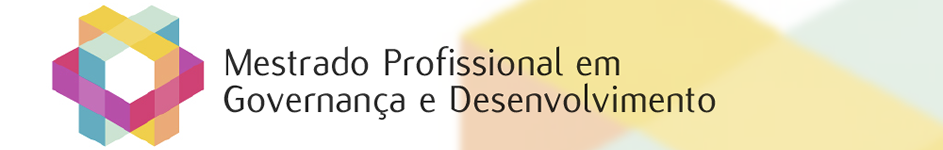 Mestrado Profissional em
Governança e Desenvolvimento